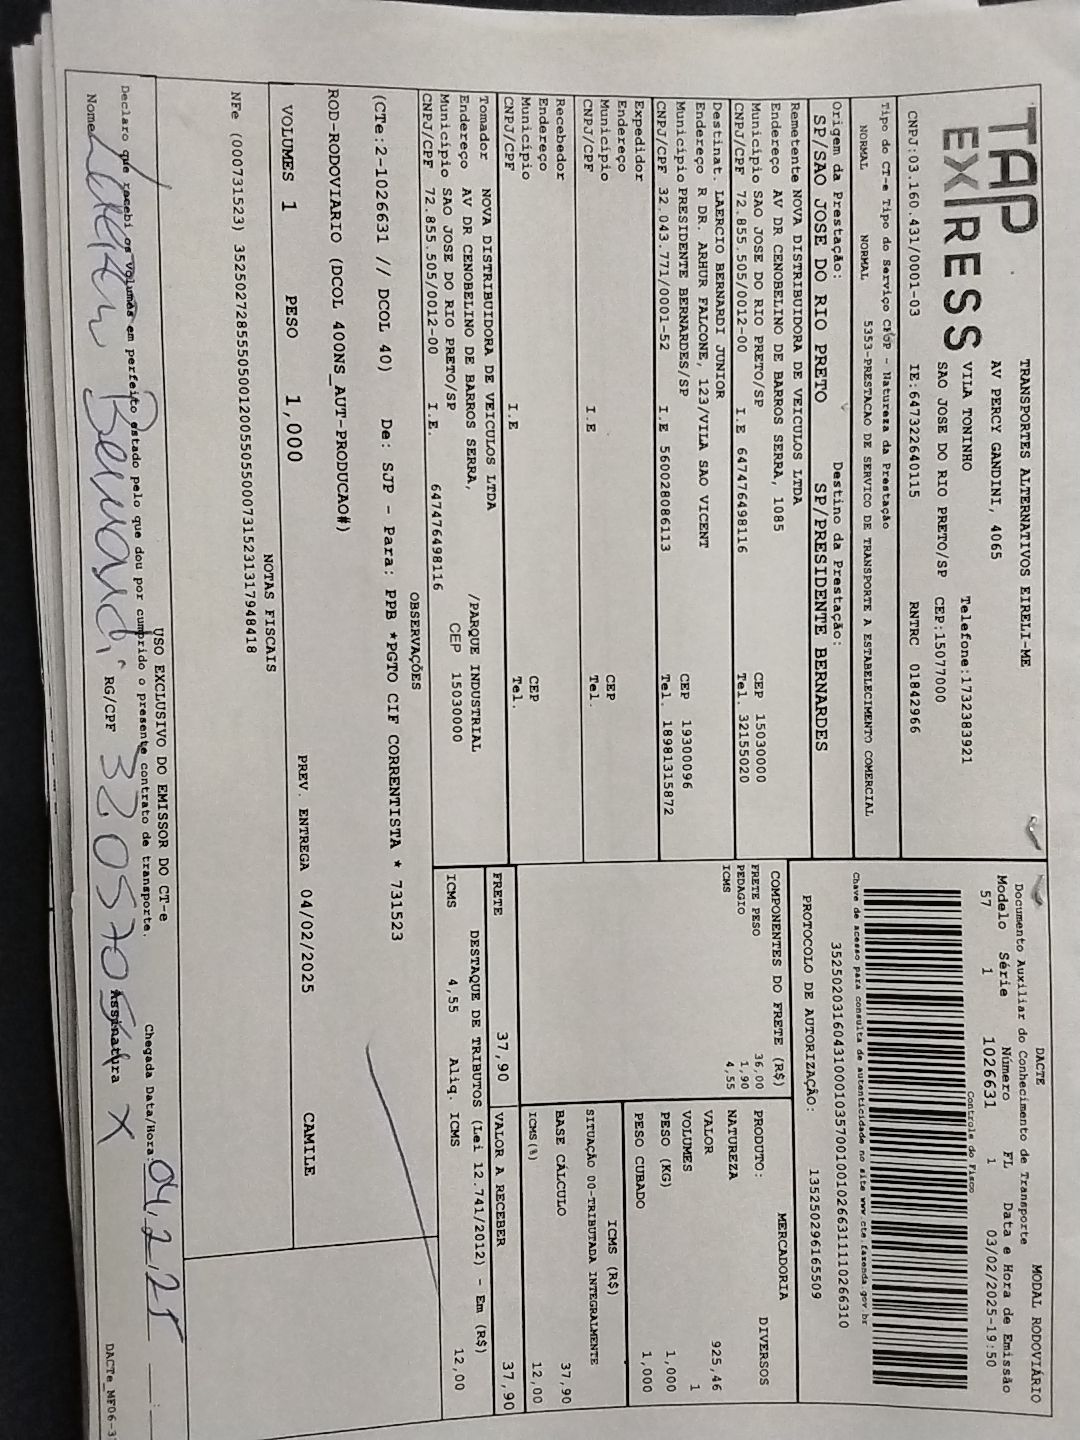 TAP
EXPRESS
TRANSPORTES ALTERNATIVOS EIRELI-ME
AV PERCY GANDINI, 4065
VILA TONINHO Telefone:1732383921
SAO JOSE DO RIO PRETO/SP CEP:15077000
CNPJ:03.160.431/0001-03 IE:647322640115 RNTRC 01842966
Tipo do CT-e Tipo do Serviço CFOP - Natureza da Prestação
NORMAL NORMAL 5353-PRESTACAO DE SERVICO DE TRANSPORTE A ESTABELECIMENTO COMERCIAL
Origem da Prestação: Destino da Prestação:
SP/SAO JOSE DO RIO PRETO SP/PRESIDENTE BERNARDES
Remetente NOVA DISTRIBUIDORA DE VEICULOS LTDA
Endereço AV DR CENOBELINO DE BARROS SERRA, 1085
Município SAO JOSE DO RIO PRETO/SP CEP 15030000
CNPJ/CPF 72.855.505/0012-00 I.E 647476498116 Tel. 32155020
Destinat. LAERCIO BERNARDI JUNIOR
Endereço R DR. ARHUR FALCONE, 123/VILA SAO VICENT
Município PRESIDENTE BERNARDES/SP CEP 19300096
CNPJ/CPF 32.043.771/0001-52 I.E 560028086113 Tel. 18981315872
Expedidor
Endereço
Município CEP
CNPJ/CPF I.E Tel.
Recebedor
Endereço
Município CEP
CNPJ/CPF I.E Tel.
Tomador NOVA DISTRIBUIDORA DE VEICULOS LTDA
Endereço AV DR CENOBELINO DE BARROS SERRA, /PARQUE INDUSTRIAL
Município SAO JOSE DO RIO PRETO/SP CEP 15030000
CNPJ/CPF 72.855.505/0012-00 I.E. 647476498116
DACTE MODAL RODOVIÁRIO
Documento Auxiliar do Conhecimento de Transporte
Modelo Série Número FL Data e Hora de Emissão
57 1 1026631 1 03/02/2025-19:50
Controle do Fisco
Chave de acesso para consulta de autenticidade no site www.cte.fazenda.gov.br
35250203160431000103570010010266311110266310
PROTOCOLO DE AUTORIZAÇÃO: 135250296165509
COMPONENTES DO FRETE (R$)
FRETE PESO 36,00
PEDAGIO 1,90
ICMS 4,55
MERCADORIA
PRODUTO: DIVERSOS
NATUREZA
VALOR 925,46
VOLUMES 1
PESO (KG) 1,000
PESO CUBADO 1,000
ICMS (R$)
SITUAÇÃO 00-TRIBUTADA INTEGRALMENTE
BASE CÁLCULO 37,90
ICMS(%) 12,00
FRETE 37,90 VALOR A RECEBER 37,90
DESTAQUE DE TRIBUTOS (Lei 12.741/2012) - Em (R$)
ICMS 4,55 Aliq. ICMS 12,00
OBSERVAÇÕES
(CTe:2-1026631 // DCOL 40) De: SJP - Para: PPB *PGTO CIF CORRENTISTA * 731523
ROD-RODOVIARIO (DCOL 400NS_AUT-PRODUCAO#)
VOLUMES 1 PESO 1,000 PREV. ENTREGA 04/02/2025 CAMILE
NOTAS FISCAIS
NFe (000731523) 35250272855505001200550550007315231317948418
USO EXCLUSIVO DO EMISSOR DO CT-e
Declaro que recebi os volumes em perfeito estado pelo que dou por cumprido o presente contrato de transporte.
Chegada Data/Hora: 04,2,25
Nome Bernardi RG/CPF Assinatura X